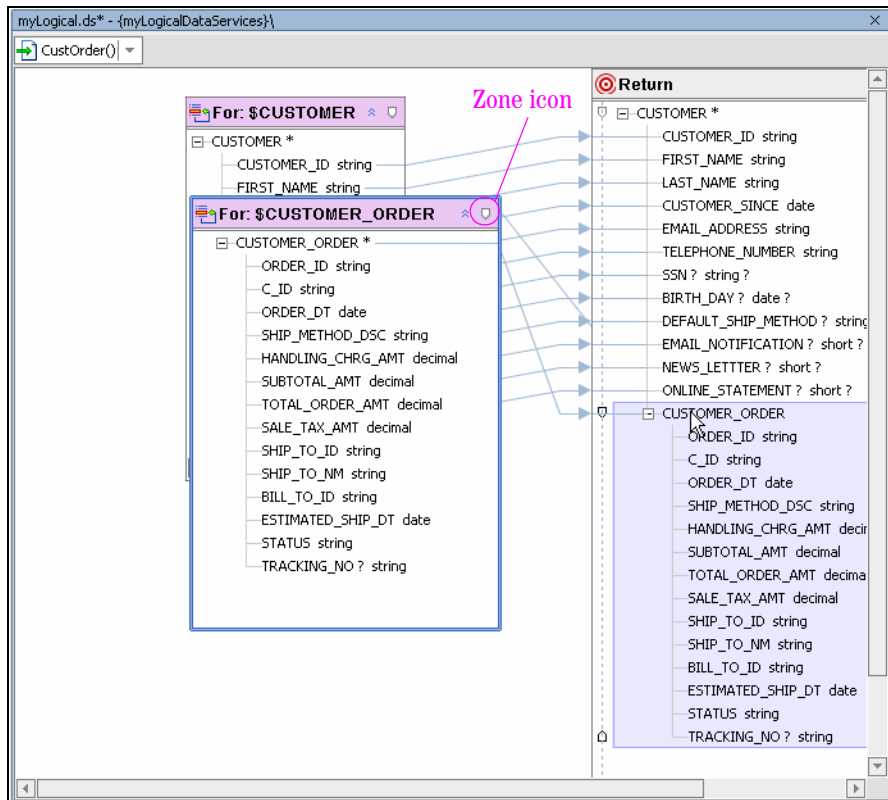 myLogical.ds* - {myLogicalDataServices}\
CustOrder()
For: $CUSTOMER
CUSTOMER *
CUSTOMER_ID string
FIRST_NAME string
For: $CUSTOMER_ORDER
CUSTOMER_ORDER *
ORDER_ID string
C_ID string
ORDER_DT date
SHIP_METHOD_DSC string
HANDLING_CHRG_AMT decimal
SUBTOTAL_AMT decimal
TOTAL_ORDER_AMT decimal
SALE_TAX_AMT decimal
SHIP_TO_ID string
SHIP_TO_NM string
BILL_TO_ID string
ESTIMATED_SHIP_DT date
STATUS string
TRACKING_NO ? string
Zone icon
Return
CUSTOMER *
CUSTOMER_ID string
FIRST_NAME string
LAST_NAME string
CUSTOMER_SINCE date
EMAIL_ADDRESS string
TELEPHONE_NUMBER string
SSN ? string ?
BIRTH_DAY ? date ?
DEFAULT_SHIP_METHOD ? string
EMAIL_NOTIFICATION ? short ?
NEWS_LETTTER ? short ?
ONLINE_STATEMENT ? short ?
CUSTOMER_ORDER
ORDER_ID string
C_ID string
ORDER_DT date
SHIP_METHOD_DSC string
HANDLING_CHRG_AMT decir
SUBTOTAL_AMT decimal
TOTAL_ORDER_AMT decima
SALE_TAX_AMT decimal
SHIP_TO_ID string
SHIP_TO_NM string
BILL_TO_ID string
ESTIMATED_SHIP_DT date
STATUS string
TRACKING_NO ? string